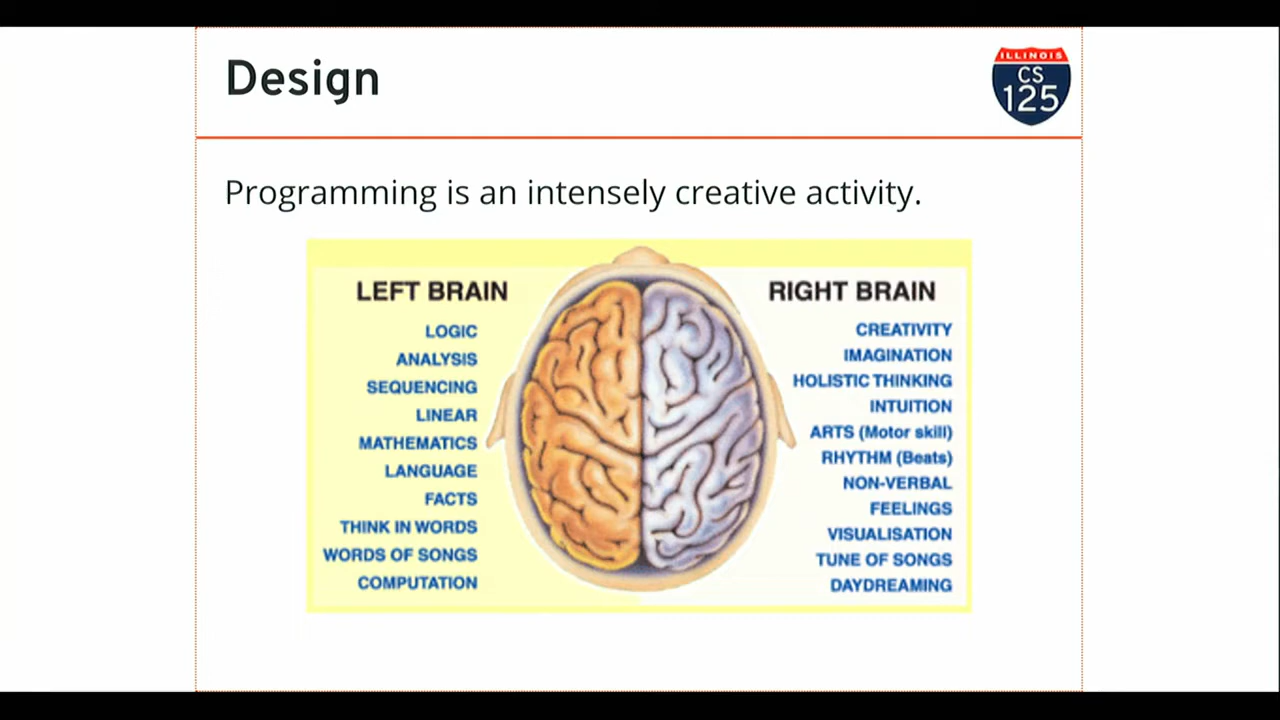 Design
ILLINOIS
CS
125
Programming is an intensely creative activity.
LEFT BRAIN
LOGIC
ANALYSIS
SEQUENCING
LINEAR
MATHEMATICS
LANGUAGE
FACTS
THINK IN WORDS
WORDS OF SONGS
COMPUTATION
RIGHT BRAIN
CREATIVITY
IMAGINATION
HOLISTIC THINKING
INTUITION
ARTS (Motor skill)
RHYTHM (Beats)
NON-VERBAL
FEELINGS
VISUALISATION
TUNE OF SONGS
DAYDREAMING